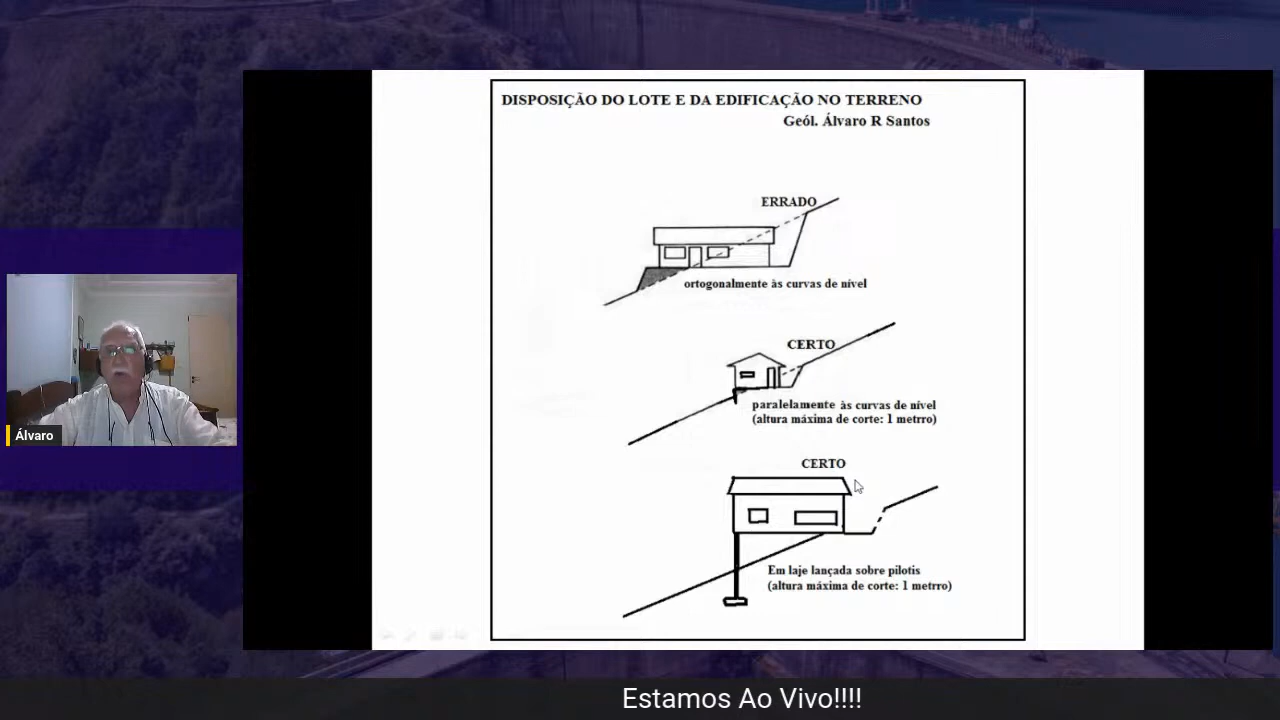 DISPOSIÇÃO DO LOTE E DA EDIFICAÇÃO NO TERRENO
Geól. Álvaro R Santos
ERRADO
ortogonalmente às curvas de nível
CERTO
paralelamente às curvas de nível
(altura máxima de corte: 1 metrro)
CERTO
Em laje lançada sobre pilotis
(altura máxima de corte: 1 metrro)
Álvaro
Estamos Ao Vivo!!!!